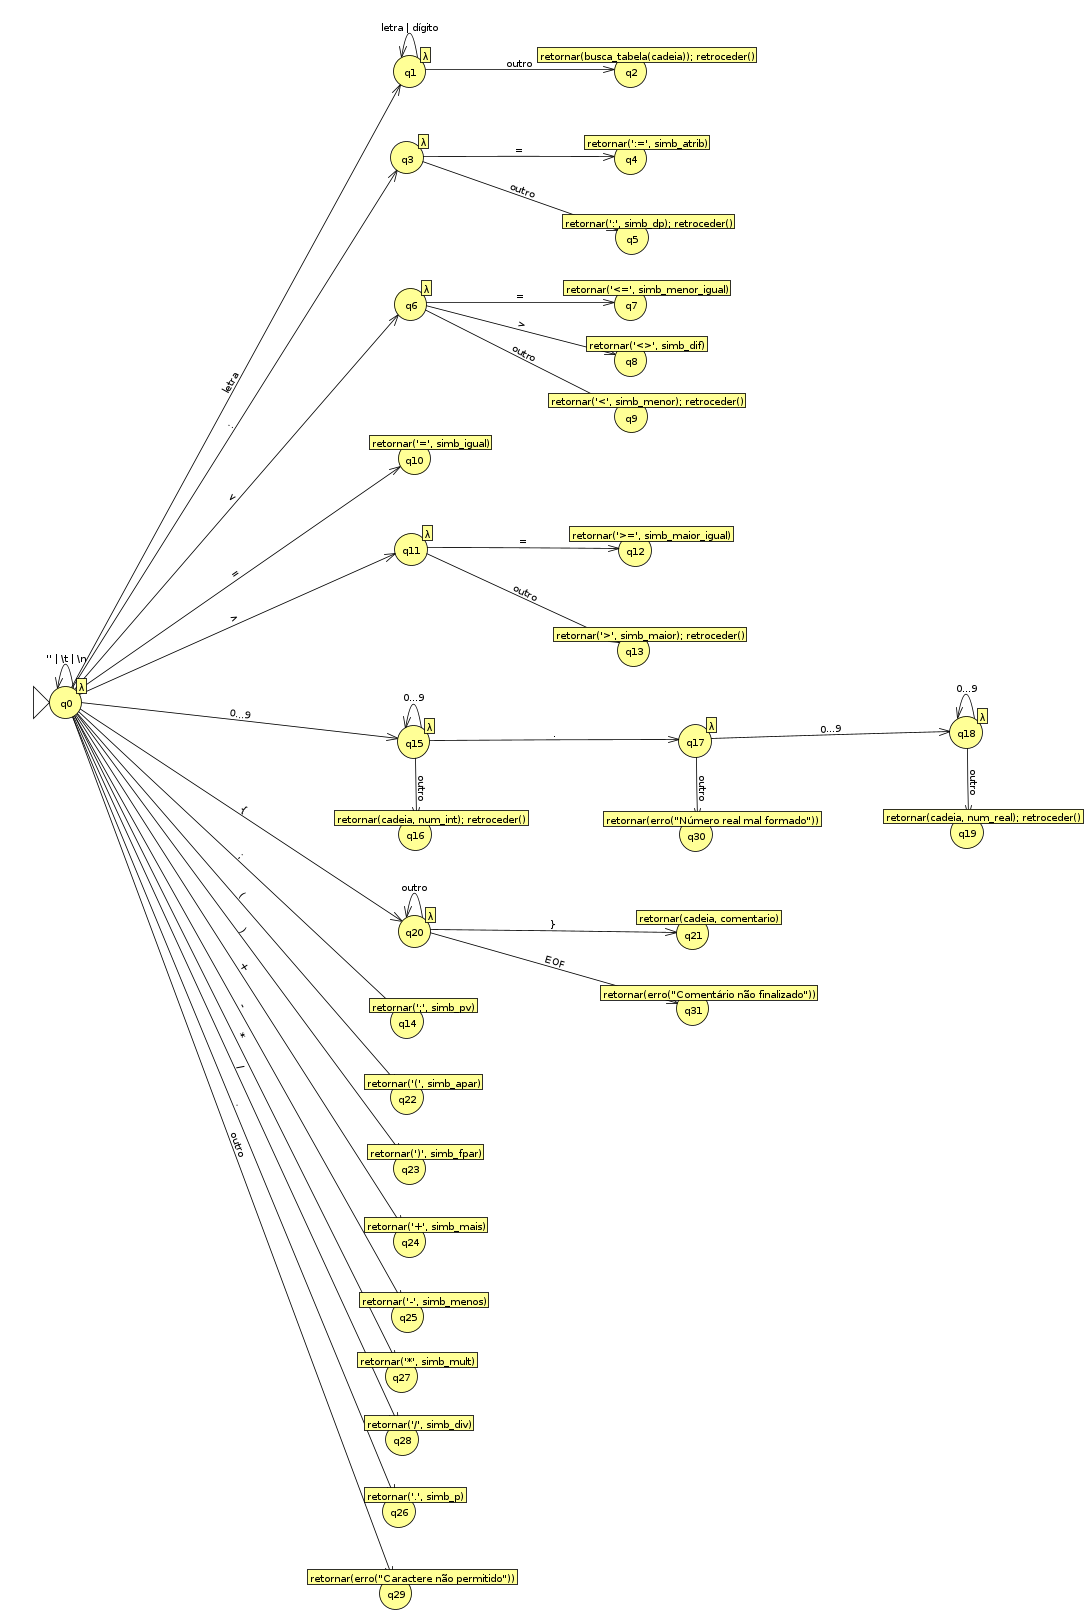 letra | dígito
λ
q1
outro
retornar(busca_tabela(cadeia)); retroceder()
q2
λ
q3
=
retornar(':=', simb_atrib)
q4
outro
retornar(':', simb_dp); retroceder()
q5
λ
q6
=
retornar('<=', simb_menor_igual)
q7
>
retornar('<>', simb_dif)
q8
outro
retornar('<', simb_menor); retroceder()
q9
letra
:
<
retornar('=', simb_igual)
q10
=
λ
q11
=
retornar('>=', simb_maior_igual)
q12
outro
retornar('>', simb_maior); retroceder()
q13
>
'' | \t | \n
λ
q0
0...9
0...9
λ
q15
.
λ
q17
0...9
0...9
λ
q18
outro
outro
outro
retornar(cadeia, num_int); retroceder()
q16
retornar(erro("Número real mal formado"))
q30
retornar(cadeia, num_real); retroceder()
q19
{
outro
λ
q20
}
retornar(cadeia, comentario)
q21
EOF
retornar(erro("Comentário não finalizado"))
q31
;
retornar(';', simb_pv)
q14
(
retornar('(', simb_apar)
q22
)
retornar(')', simb_fpar)
q23
+
retornar('+', simb_mais)
q24
-
retornar('-', simb_menos)
q25
*
retornar('*', simb_mult)
q27
/
retornar('/', simb_div)
q28
.
retornar('.', simb_p)
q26
outro
retornar(erro("Caractere não permitido"))
q29